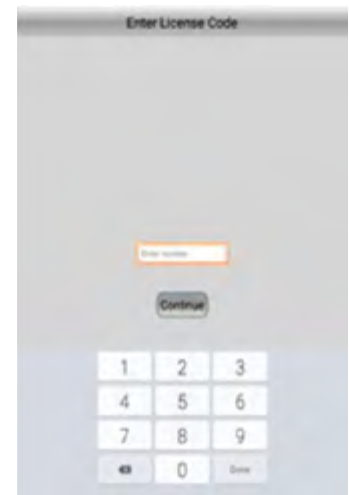 Enter License Code
Enter number
Continue
1 2 3
4 5 6
7 8 9
0 Done